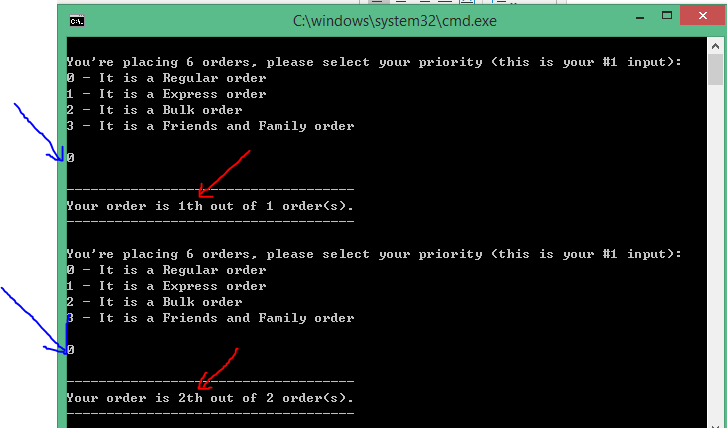 C:\windows\system32\cmd.exe
You're placing 6 orders, please select your priority (this is your #1 input):
0 - It is a Regular order
1 - It is a Express order
2 - It is a Bulk order
3 - It is a Friends and Family order
0
-----------------------------------
Your order is 1th out of 1 order(s).
-----------------------------------
You're placing 6 orders, please select your priority (this is your #1 input):
0 - It is a Regular order
1 - It is a Express order
2 - It is a Bulk order
3 - It is a Friends and Family order
0
-----------------------------------
Your order is 2th out of 2 order(s).
-----------------------------------